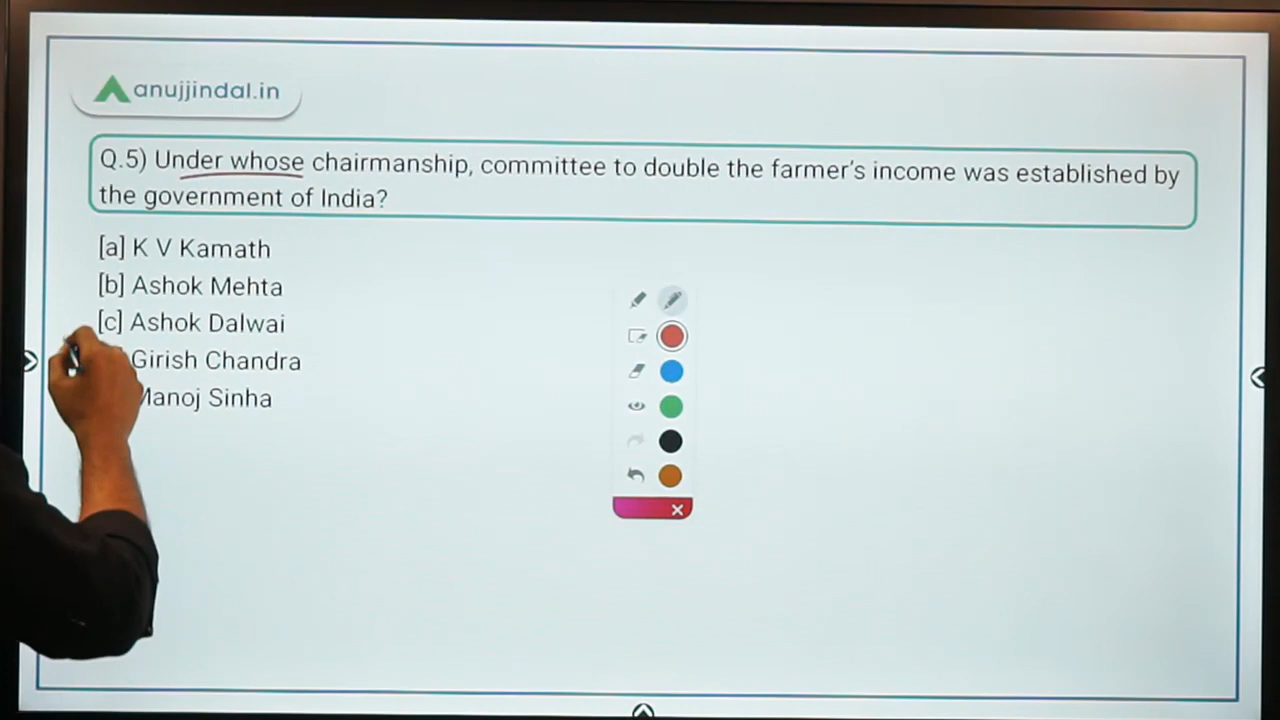 anujjindal.in
Q.5) Under whose chairmanship, committee to double the farmer's income was established by
the government of India?
[a] K V Kamath
[b] Ashok Mehta
[c] Ashok Dalwai
Girish Chandra
Manoj Sinha